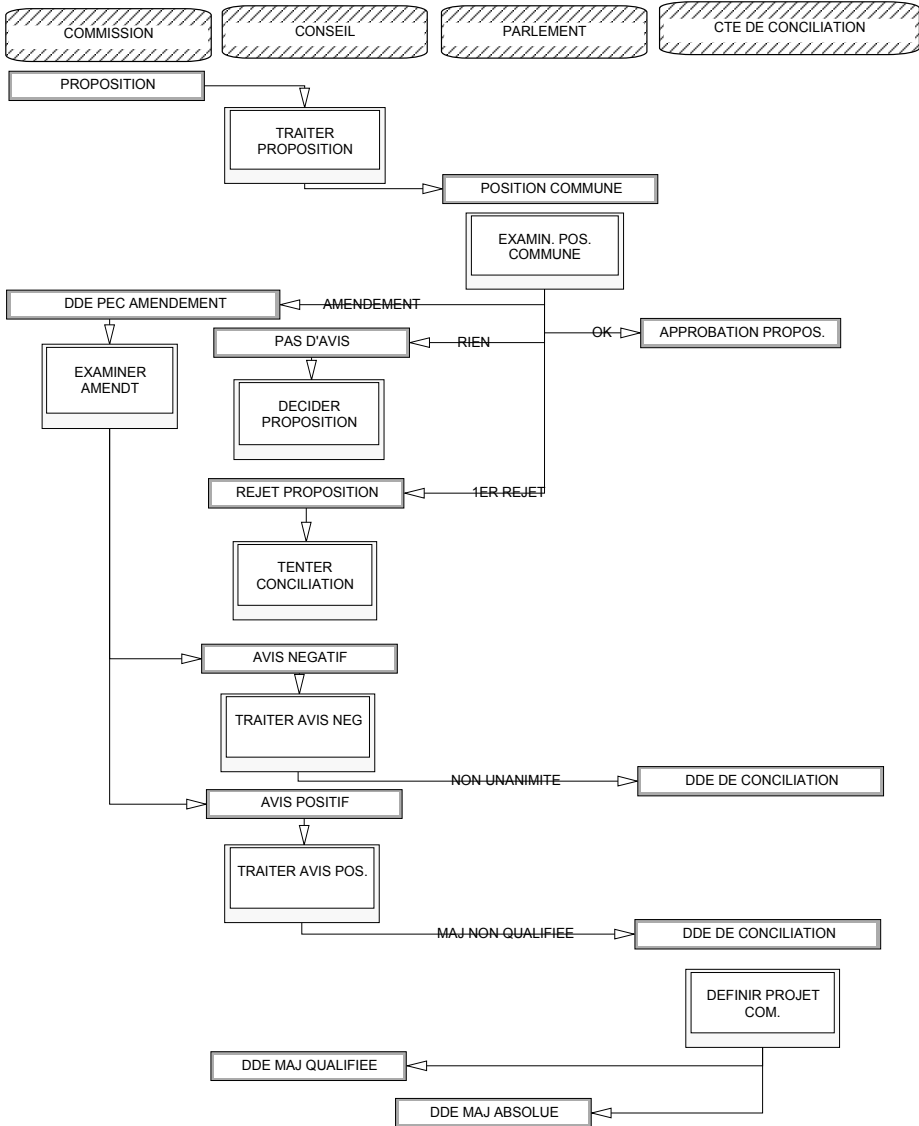 COMMISSION
CONSEIL
PARLEMENT
CTE DE CONCILIATION
PROPOSITION
TRAITER
PROPOSITION
POSITION COMMUNE
EXAMIN. POS.
COMMUNE
DDE PEC AMENDEMENT
AMENDEMENT
OK
APPROBATION PROPOS.
PAS D'AVIS
RIEN
EXAMINER
AMENDT
DECIDER
PROPOSITION
REJET PROPOSITION
1ER REJET
TENTER
CONCILIATION
AVIS NEGATIF
TRAITER AVIS NEG
NON UNANIMITE
DDE DE CONCILIATION
AVIS POSITIF
TRAITER AVIS POS.
MAJ NON QUALIFIEE
DDE DE CONCILIATION
DEFINIR PROJET
COM.
DDE MAJ QUALIFIEE
DDE MAJ ABSOLUE